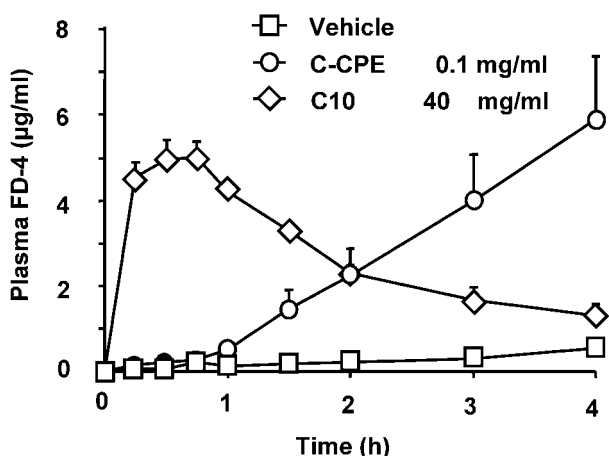 Vehicle
C-CPE 0.1 mg/ml
C10 40 mg/ml
Plasma FD-4 (µg/ml)
8
6
4
2
0
0 1 2 3 4
Time (h)